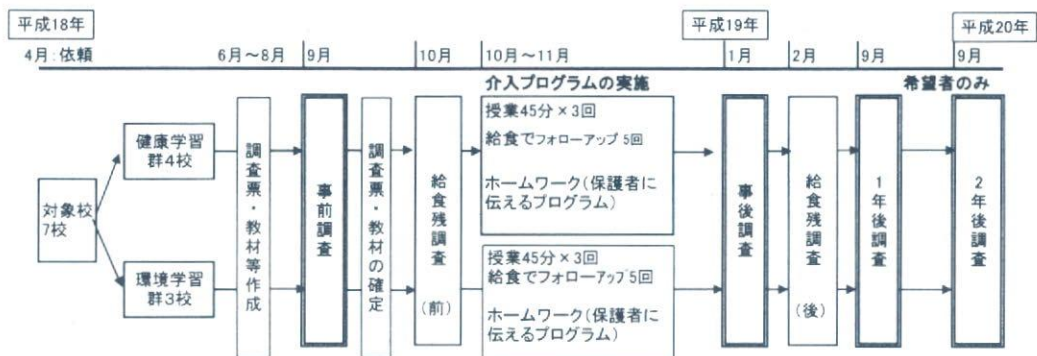 平成18年
平成19年
平成20年
4月:依頼
6月～8月
9月
10月
10月～11月
1月
2月
9月
9月
介入プログラムの実施
希望者のみ
対象校
7校
健康学習
群4校
環境学習
群3校
調査票・教材等作成
事前調査
調査票・教材の確定
給食残調査
(前)
授業45分×3回
給食でフォローアップ 5回
ホームワーク(保護者に
伝えるプログラム)
授業45分×3回
給食でフォローアップ 5回
ホームワーク(保護者に
伝えるプログラム)
事後調査
給食残調査
(後)
1年後調査
2年後調査